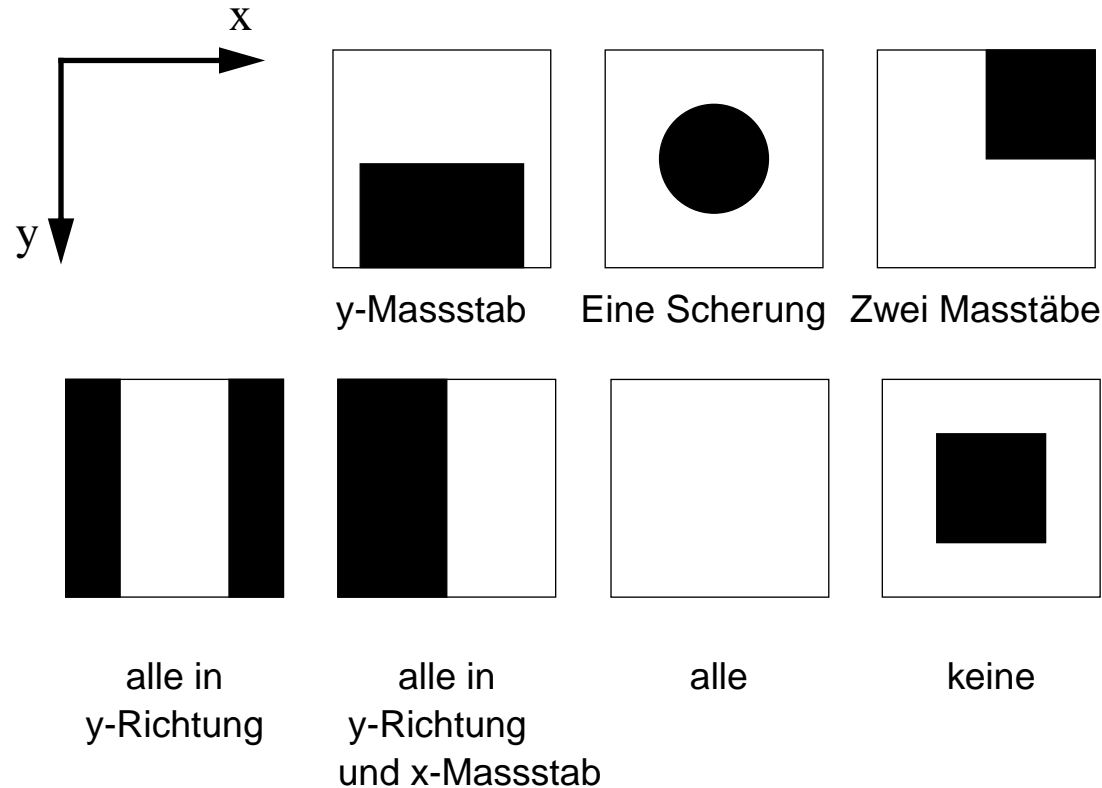 x
y
y-Massstab
Eine Scherung
Zwei Masstäbe
alle in
y-Richtung
alle in
y-Richtung
und x-Massstab
alle
keine